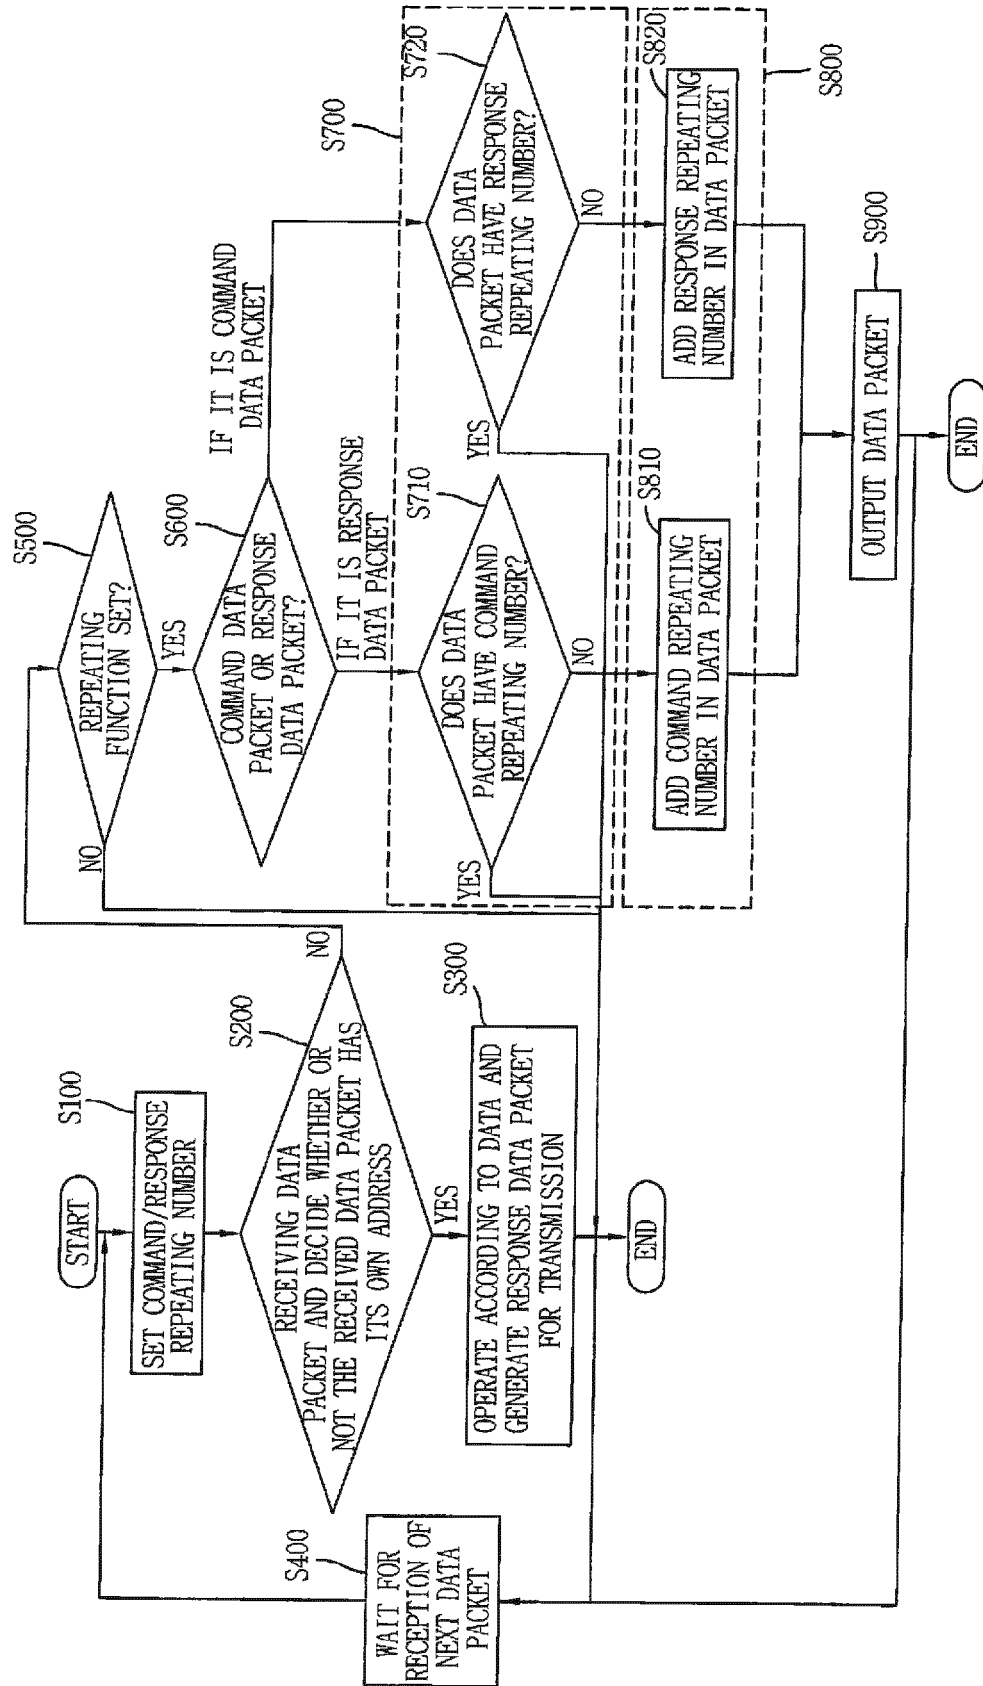 START
S100
SET COMMAND/RESPONSE
REPEATING NUMBER
S200
RECEIVING DATA
PACKET AND DECIDE WHETHER OR
NOT THE RECEIVED DATA PACKET HAS
ITS OWN ADDRESS
NO
YES
S300
OPERATE ACCORDING TO DATA AND
GENERATE RESPONSE DATA PACKET
FOR TRANSMISSION
END
S400
WAIT FOR
RECEPTION OF
NEXT DATA
PACKET
S500
REPEATING
FUNCTION SET?
NO
YES
S600
COMMAND DATA
PACKET OR RESPONSE
DATA PACKET?
IF IT IS COMMAND
DATA PACKET
IF IT IS RESPONSE
DATA PACKET
S700
S710
DOES DATA
PACKET HAVE COMMAND
REPEATING NUMBER?
YES
NO
S720
DOES DATA
PACKET HAVE RESPONSE
REPEATING NUMBER?
YES
NO
S800
S810
ADD COMMAND REPEATING
NUMBER IN DATA PACKET
S820
ADD RESPONSE REPEATING
NUMBER IN DATA PACKET
S900
OUTPUT DATA PACKET
END